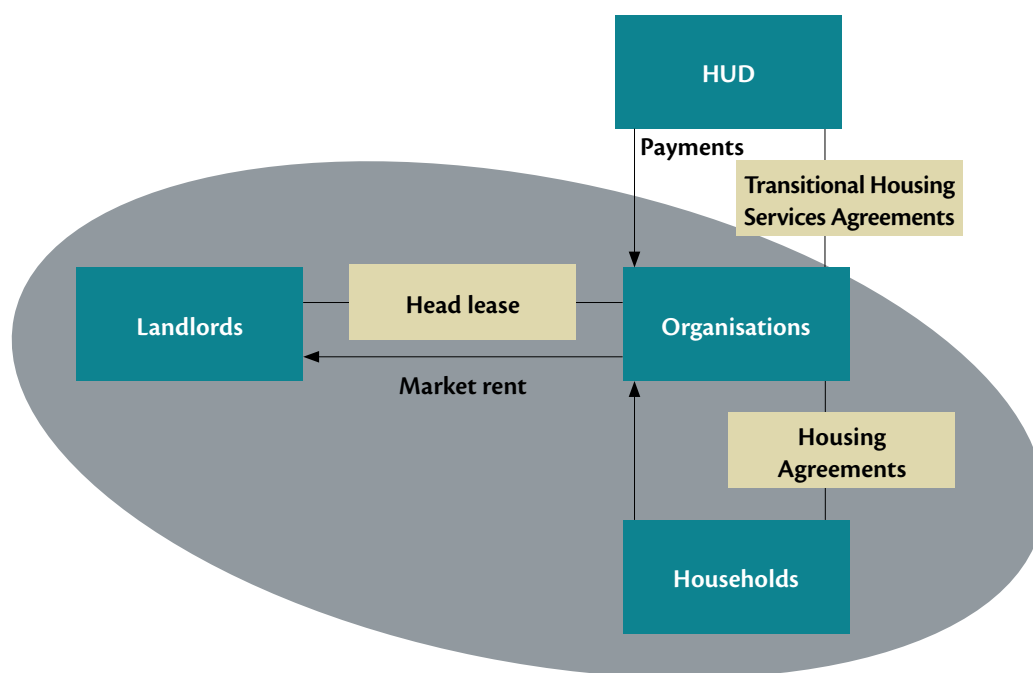 HUD
Payments
Transitional Housing
Services Agreements
Landlords
Head lease
Organisations
Market rent
Housing
Agreements
Households